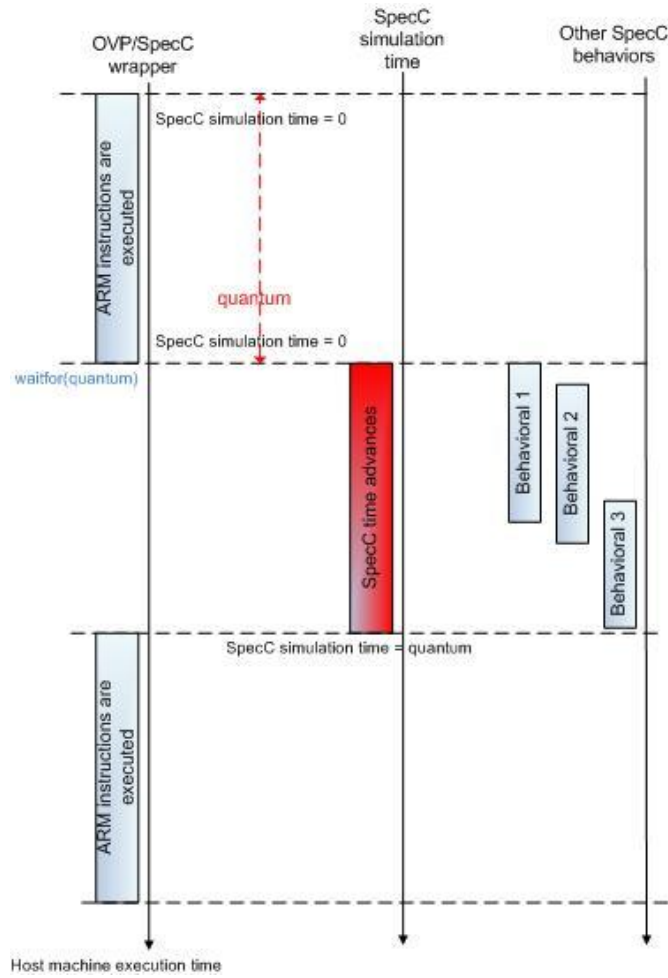 OVP/SpecC
wrapper
SpecC
simulation
time
Other SpecC
behaviors
SpecC simulation time = 0
ARM instructions are
executed
quantum
SpecC simulation time = 0
waitfor(quantum)
SpecC time advances
Behavioral 1
Behavioral 2
Behavioral 3
SpecC simulation time = quantum
ARM instructions are
executed
Host machine execution time